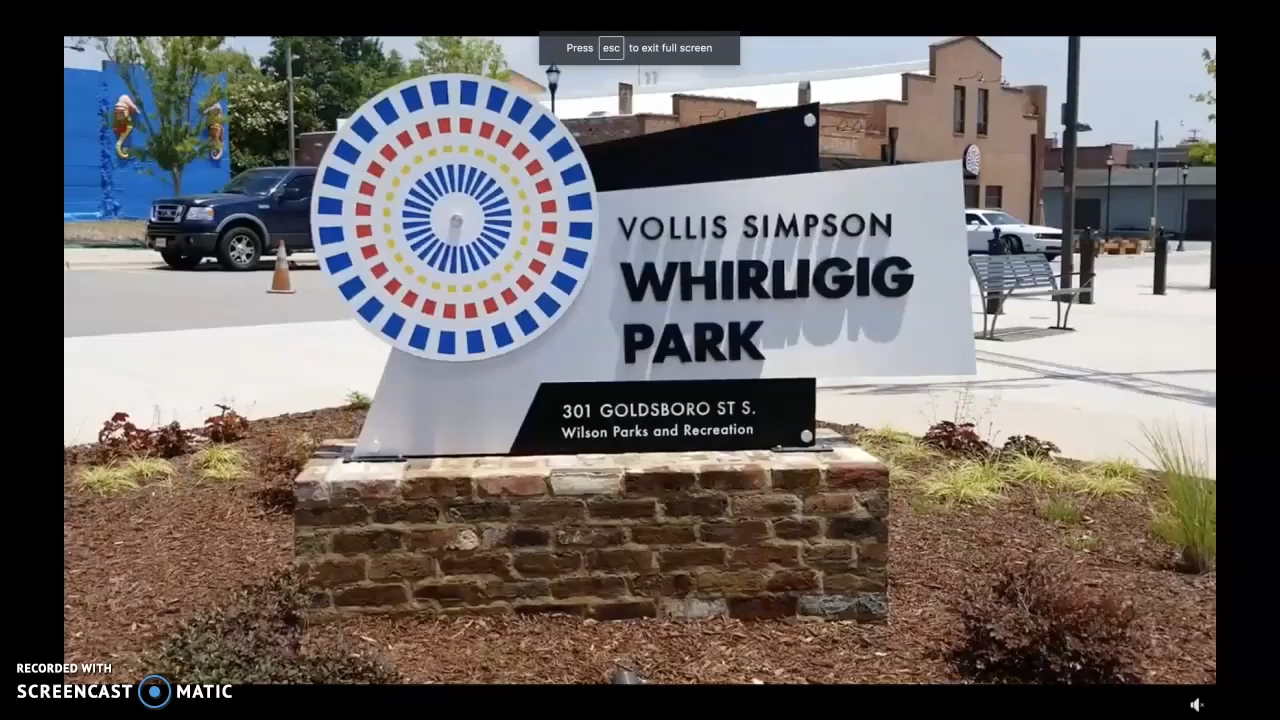 Press esc to exit full screen
VOLLIS SIMPSON
WHIRLIGIG
PARK
301 GOLDSBORO ST S.
Wilson Parks and Recreation
RECORDED WITH
SCREENCAST MATIC